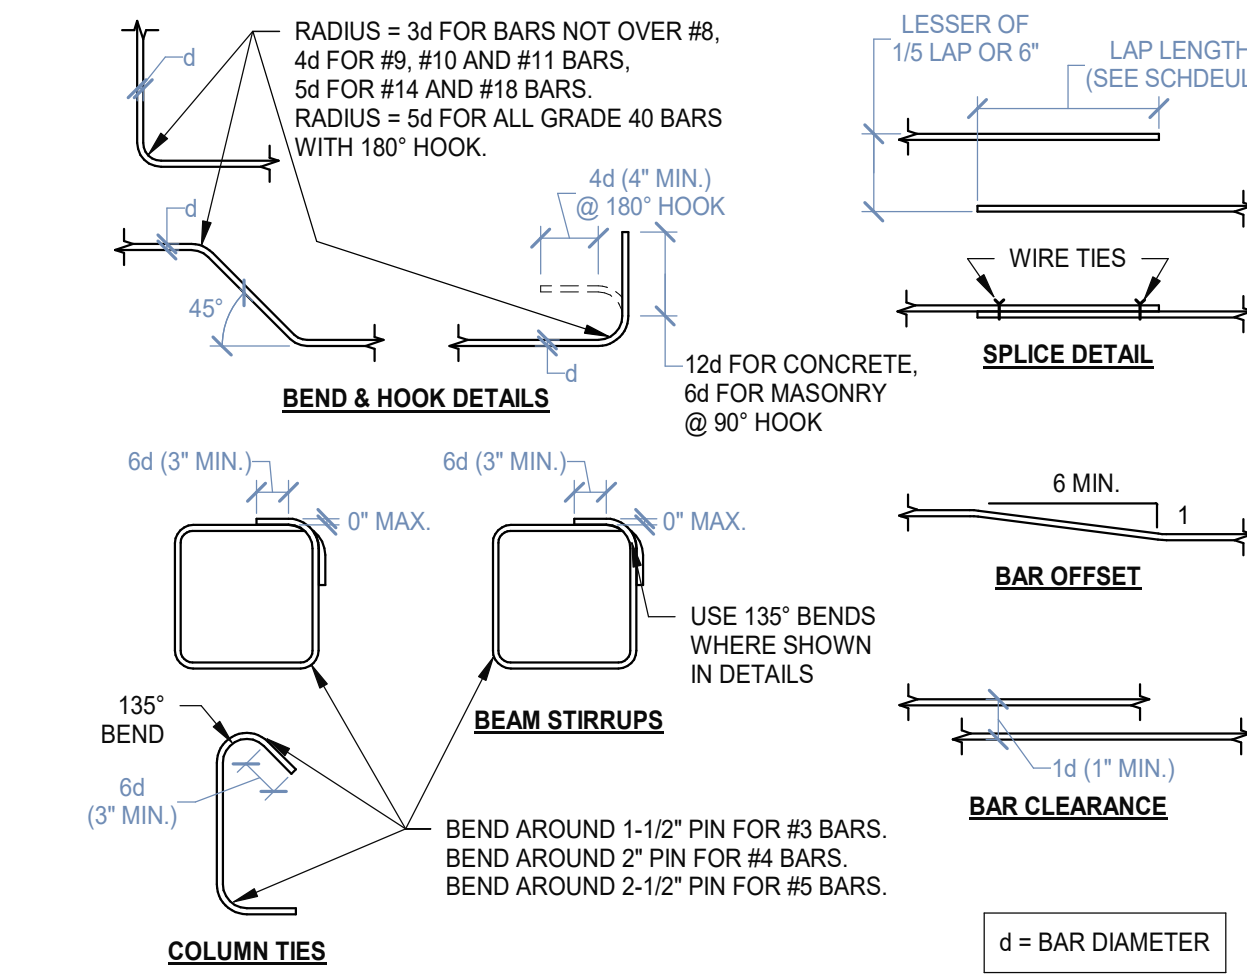 RADIUS = 3d FOR BARS NOT OVER #8,
4d FOR #9, #10 AND #11 BARS,
5d FOR #14 AND #18 BARS.
RADIUS = 5d FOR ALL GRADE 40 BARS
WITH 180° HOOK.
d
d
45°
4d (4" MIN.)
@ 180° HOOK
d
12d FOR CONCRETE,
6d FOR MASONRY
@ 90° HOOK
BEND & HOOK DETAILS
LESSER OF
1/5 LAP OR 6"
LAP LENGTH
(SEE SCHDEUL
WIRE TIES
SPLICE DETAIL
6d (3" MIN.)
0" MAX.
6d (3" MIN.)
0" MAX.
USE 135° BENDS
WHERE SHOWN
IN DETAILS
BEAM STIRRUPS
135°
BEND
6d
(3" MIN.)
BEND AROUND 1-1/2" PIN FOR #3 BARS.
BEND AROUND 2" PIN FOR #4 BARS.
BEND AROUND 2-1/2" PIN FOR #5 BARS.
COLUMN TIES
6 MIN.
1
BAR OFFSET
1d (1" MIN.)
BAR CLEARANCE
d = BAR DIAMETER